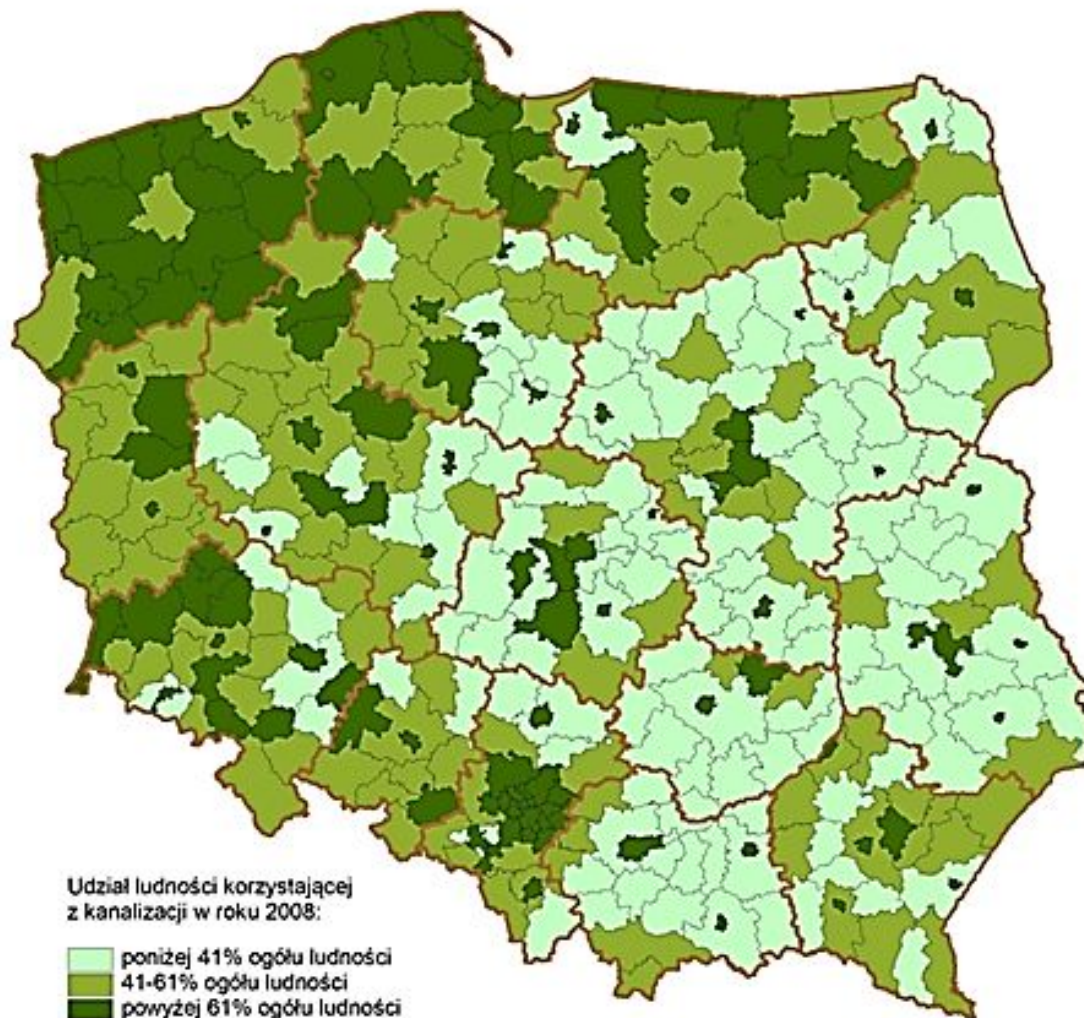 Udział ludności korzystającej
z kanalizacji w roku 2008:
poniżej 41% ogółu ludności
41-61% ogółu ludności
powyżej 61% ogółu ludności